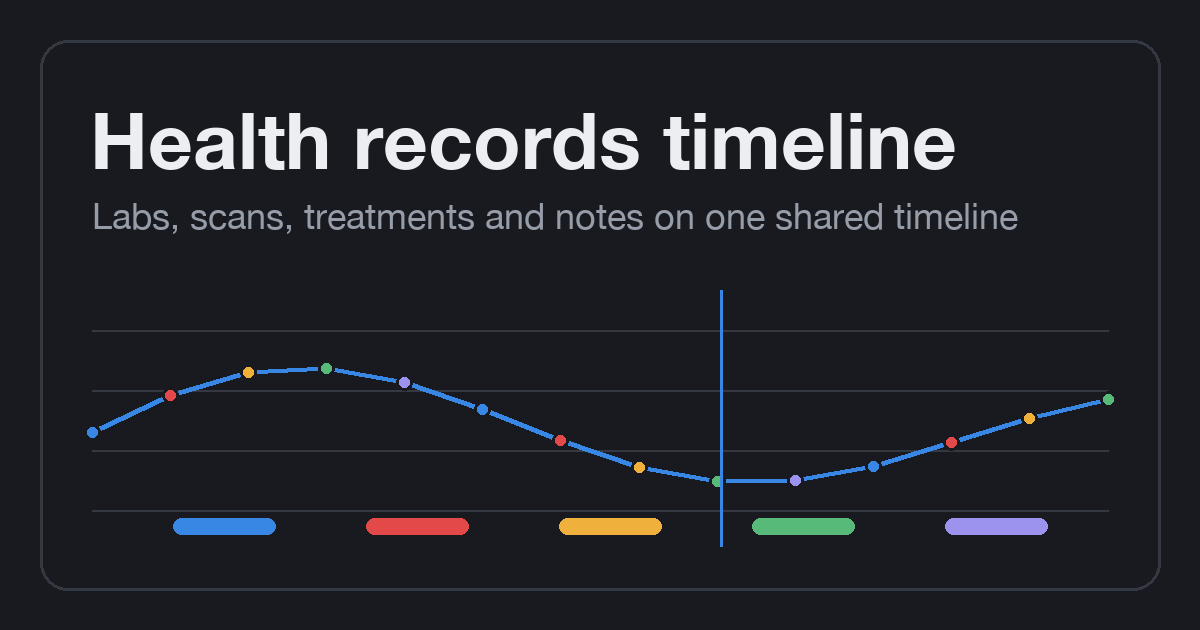 Health records timeline
Labs, scans, treatments and notes on one shared timeline